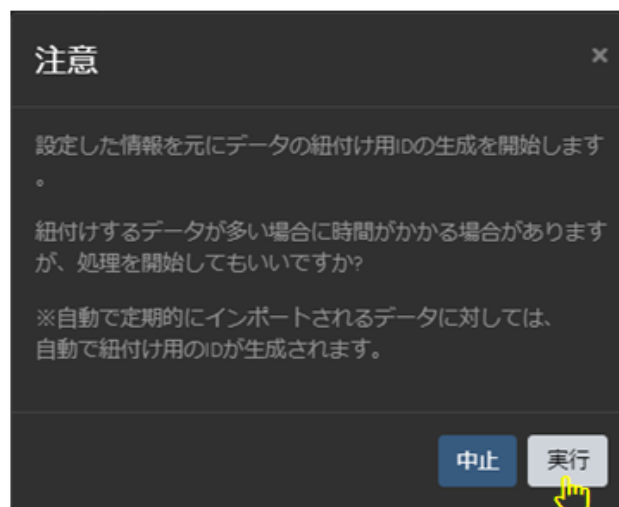 注意
×
設定した情報を元にデータの紐付け用IDの生成を開始します
。
紐付けするデータが多い場合に時間がかかる場合があります
が、処理を開始してもいいですか?
※自動で定期的にインポートされるデータに対しては、
自動で紐付け用のIDが生成されます。
中止 実行